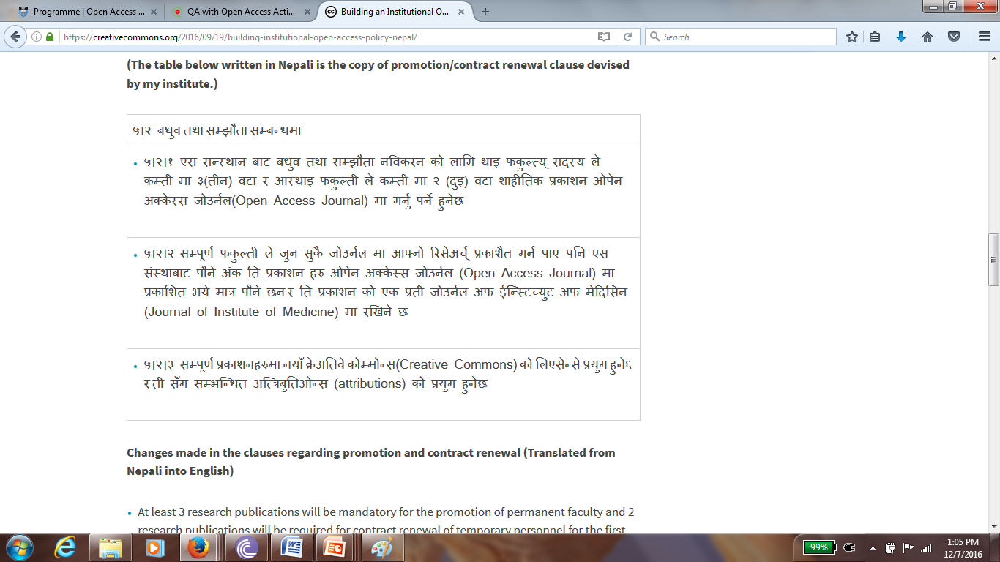 Programme | Open Access ...
QA with Open Access Acti...
Building an Institutional O...
https://creativecommons.org/2016/09/19/building-institutional-open-access-policy-nepal/
Search
(The table below written in Nepali is the copy of promotion/contract renewal clause devised
by my institute.)
५।२ बधुव तथा सम्झौता सम्बन्धमा
• ५।२।१ एस सन्स्थान बाट बधुव तथा सम्झौता नविकरन को लागि थाइ फकुल्त्य् सदस्य ले
कम्ती मा ३(तीन) वटा र आस्थाइ फकुल्ती ले कम्ती मा २ (दुइ) वटा शाहीतिक प्रकाशन ओपेन
अक्केस्स जोउर्नल(Open Access Journal) मा गर्नु पर्ने हुनेछ
• ५।२।२ सम्पूर्ण फकुल्ती ले जुन सुकै जोउर्नल मा आफ्नो रिसेअर्च् प्रकाशैत गर्न पाए पनि एस
संस्थाबाट पौने अंक ति प्रकाशन हरु ओपेन अक्केस्स जोउर्नल (Open Access Journal) मा
प्रकाशित भये मात्र पौने छन र ति प्रकाशन को एक प्रती जोउर्नल अफ ईन्स्टिच्युट अफ मेदिसिन
(Journal of Institute of Medicine) मा रखिने छ
• ५।२।३ सम्पूर्ण प्रकाशनहरुमा नयाँ क्रेअतिवे कोम्मोन्स(Creative Commons) को लिएसेन्से प्रयुग हुनेछ
र ती सँग सम्भन्धित अत्त्रिबुतिओन्स (attributions) को प्रयुग हुनेछ
Changes made in the clauses regarding promotion and contract renewal (Translated from
Nepali into English)
• At least 3 research publications will be mandatory for the promotion of permanent faculty and 2
research publications will be required for contract renewal of temporary personnel for the first
99%
1:05 PM
12/7/2016